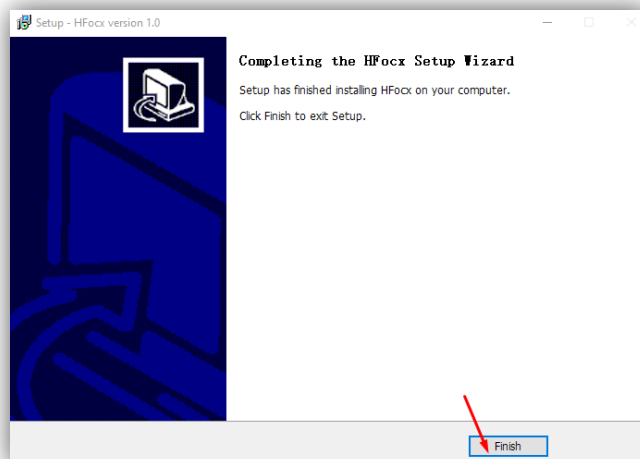 Setup - HFocx version 1.0
Completing the HFocx Setup Wizard
Setup has finished installing HFocx on your computer.
Click Finish to exit Setup.
Finish